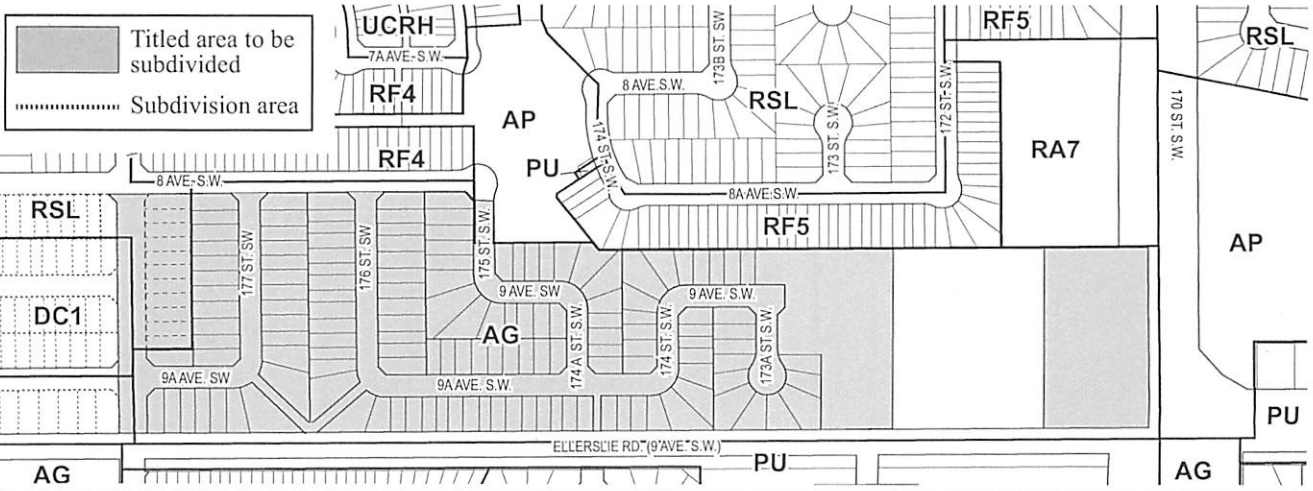 Titled area to be
subdivided
Subdivision area
UCRH
7A AVE. S.W.
RF4
RF4
AP
PU
8 AVE. S.W.
173B ST. SW
RSL
174 ST. S.W.
173 ST. S.W.
172 ST. S.W.
8A AVE. S.W.
RF5
RF5
RA7
170 ST. S.W.
RSL
AP
8 AVE. S.W.
RSL
DC1
177 ST. SW
176 ST. SW
175 ST. S.W.
9 AVE. SW
AG
174 A ST. S.W.
174 ST. S.W.
9 AVE. S.W.
173A ST. S.W.
9A AVE. SW
9A AVE. S.W.
ELLERSLIE RD. (9 AVE. S.W.)
AG
PU
PU
AG